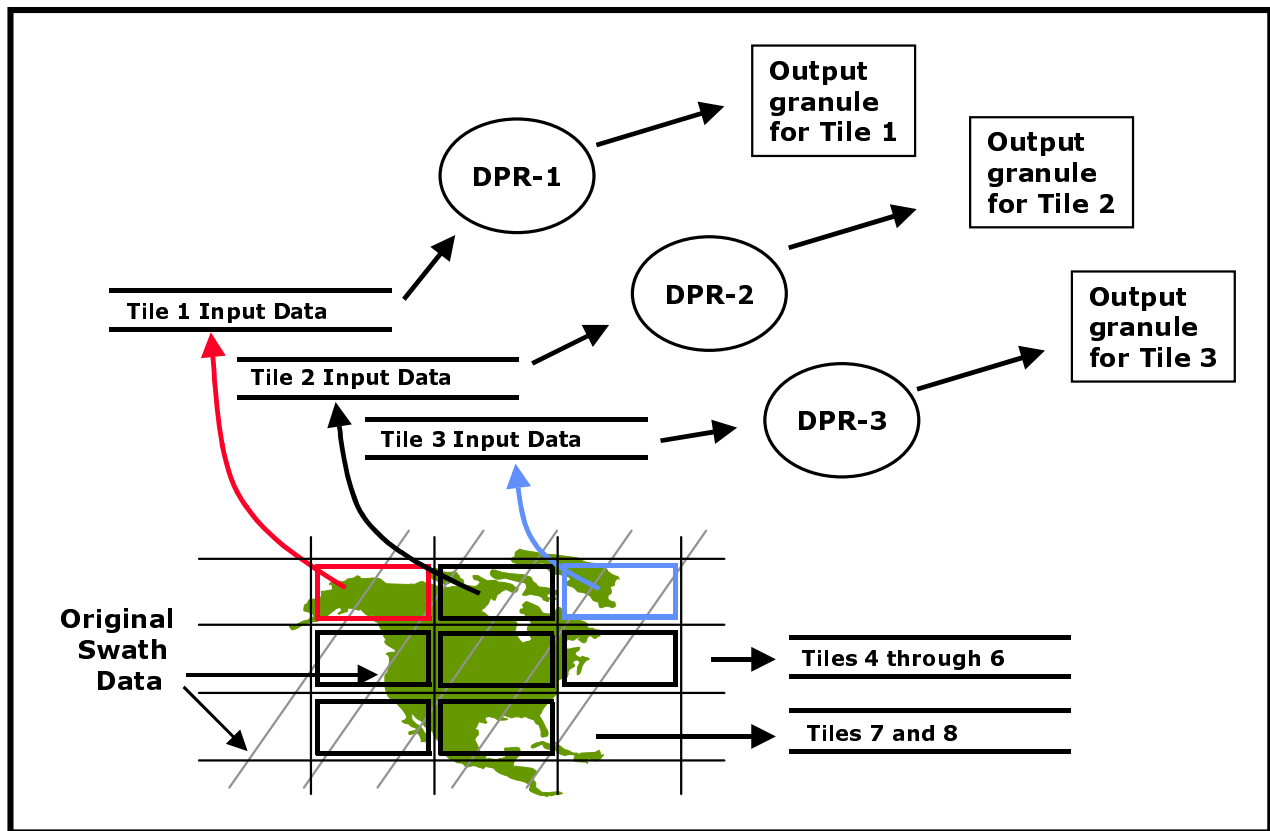 Output
granule
for Tile 1
DPR-1
Output
granule
for Tile 2
DPR-2
Output
granule
for Tile 3
Tile 1 Input Data
Tile 2 Input Data
DPR-3
Tile 3 Input Data
Original
Swath
Data
Tiles 4 through 6
Tiles 7 and 8